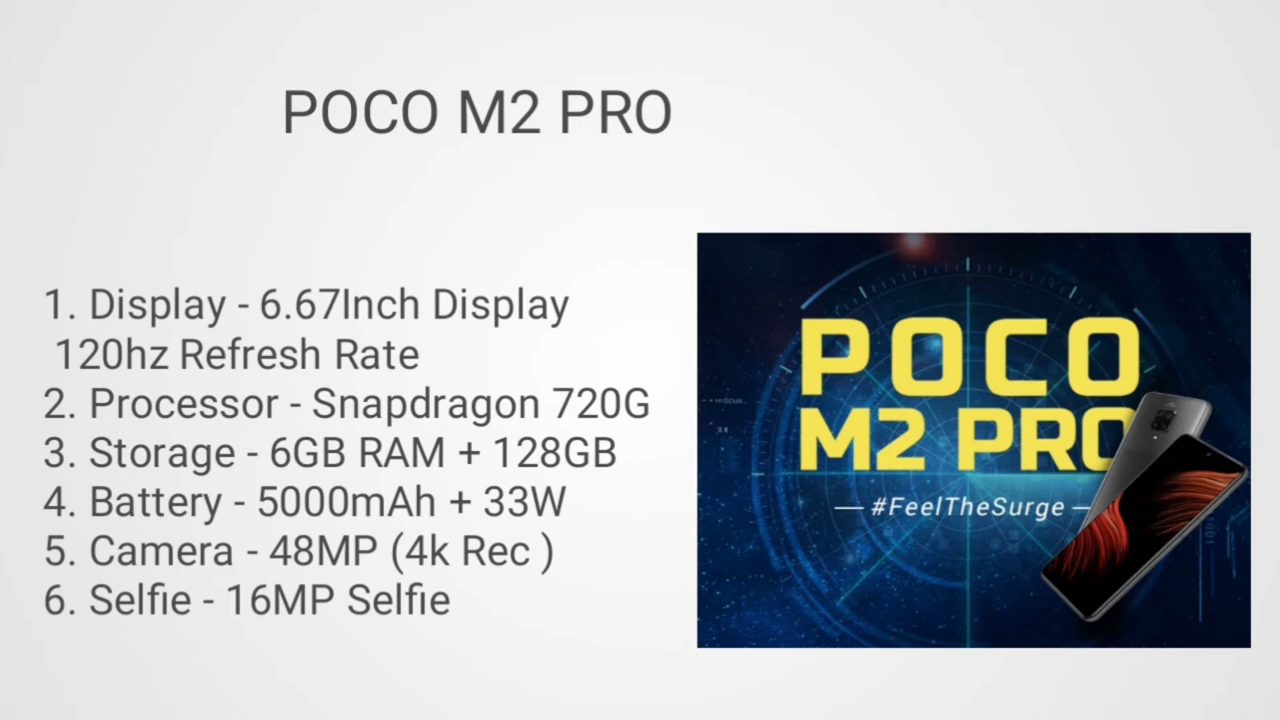 POCO M2 PRO
1. Display - 6.67Inch Display
120hz Refresh Rate
2. Processor - Snapdragon 720G
3. Storage - 6GB RAM + 128GB
4. Battery - 5000mAh + 33W
5. Camera - 48MP (4k Rec )
6. Selfie - 16MP Selfie
POCO
M2 PRO
— #FeelTheSurge —